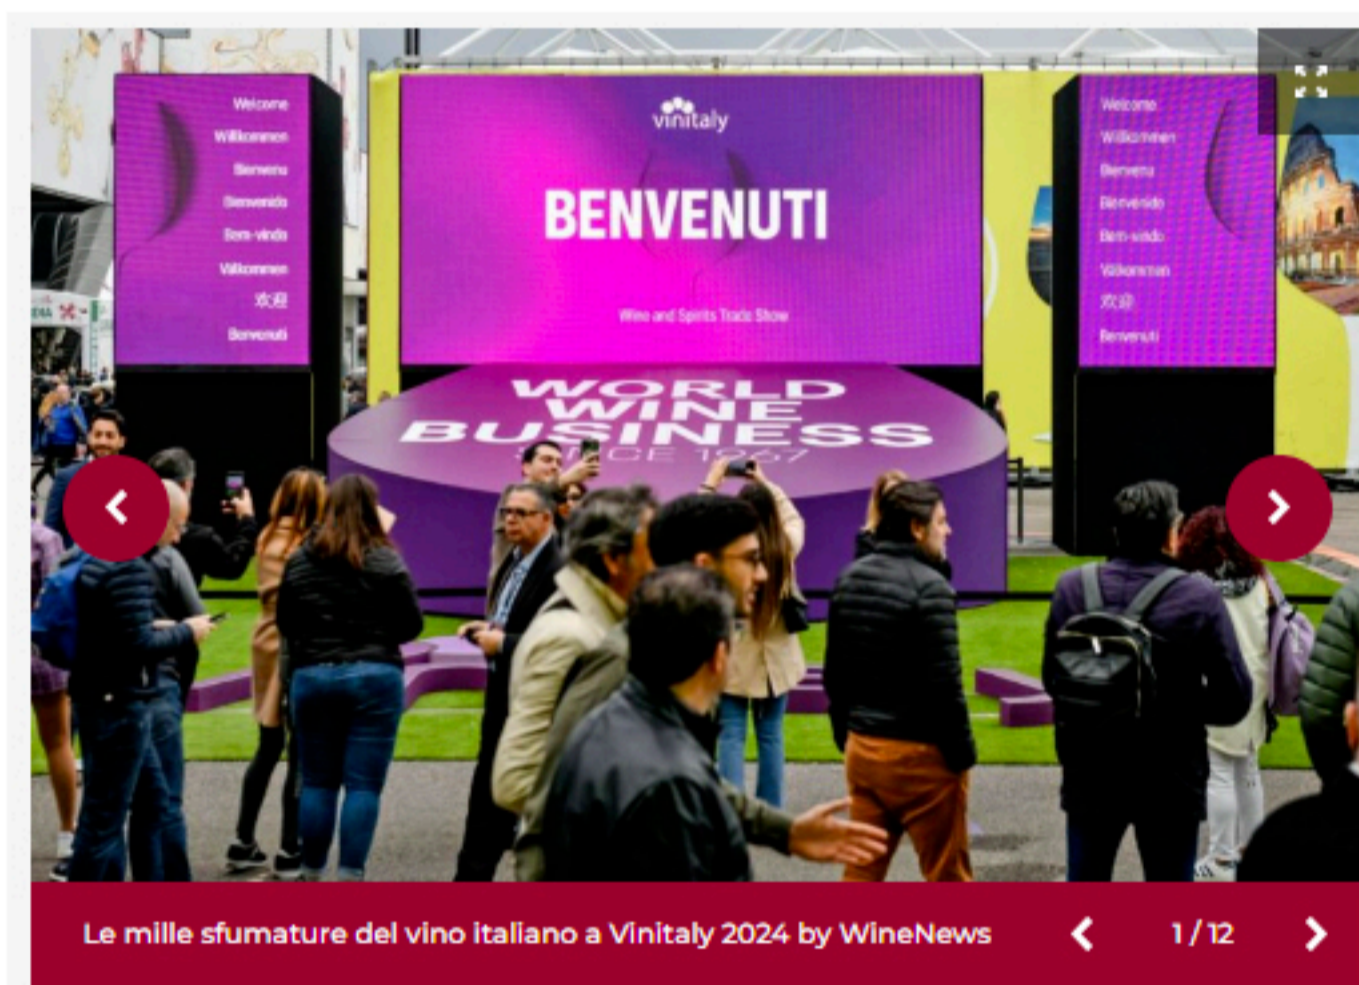 Welcome
Willkommen
Bienvenu
Bienvenido
Bem-vindo
Välkommen
欢迎
Benvenuti
vinitaly
BENVENUTI
Wine and Spirits Trade Show
WORLD
WINE
BUSINESS
SINCE 1967
Welcome
Willkommen
Bienvenu
Bienvenido
Bem-vindo
Välkommen
欢迎
Benvenuti
Le mille sfumature del vino italiano a Vinitaly 2024 by WineNews
1 / 12